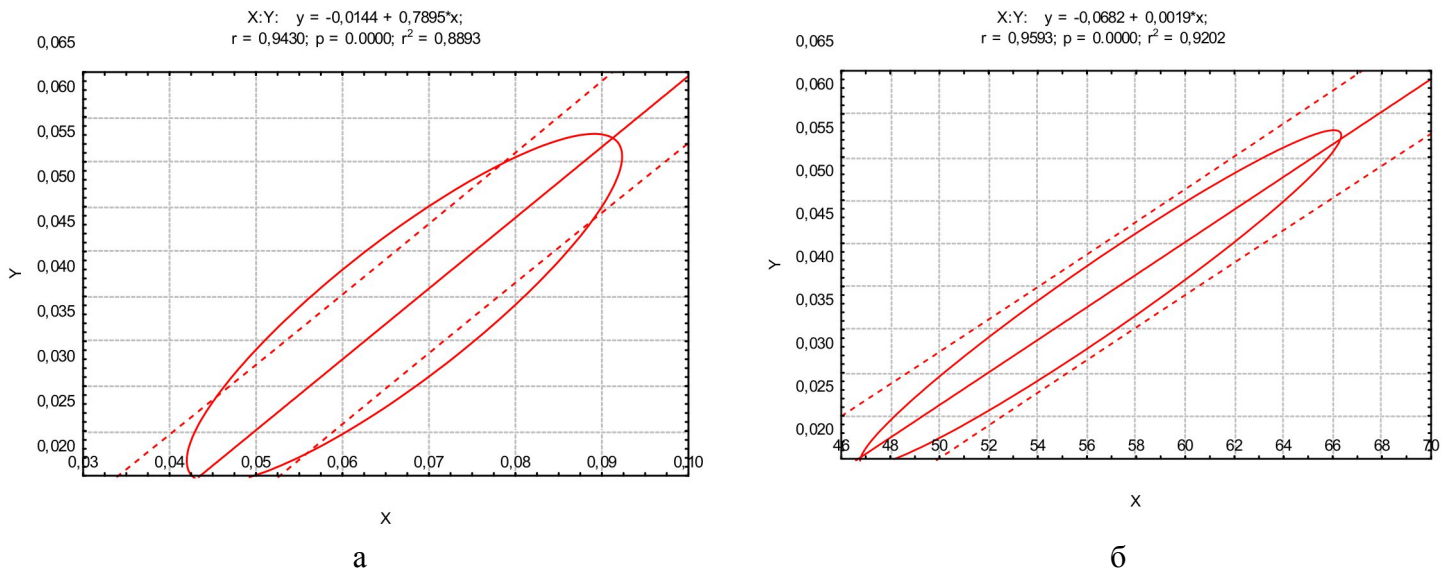 X:Y: y = -0,0144 + 0,7895*x;
r = 0,9430; p = 0.0000; r² = 0,8893
0,065
0,060
0,055
0,050
0,045
0,040
0,035
0,030
0,025
0,020
Y
0,03 0,04 0,05 0,06 0,07 0,08 0,09 0,10
X
а
X:Y: y = -0,0682 + 0,0019*x;
r = 0,9593; p = 0.0000; r² = 0,9202
0,065
0,060
0,055
0,050
0,045
0,040
0,035
0,030
0,025
0,020
Y
46 48 50 52 54 56 58 60 62 64 66 68 70
X
б